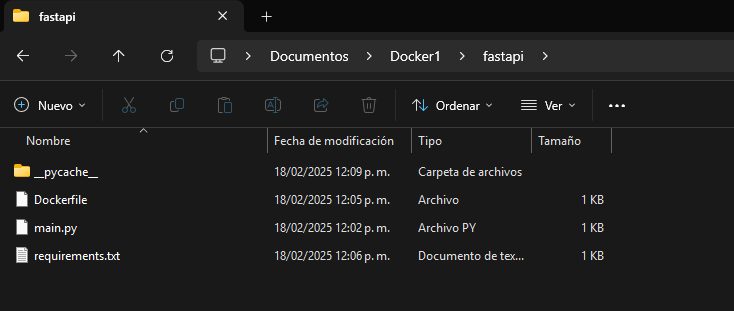 fastapi
Documentos > Docker1 > fastapi >
Nuevo Ordenar Ver
Nombre Fecha de modificación Tipo Tamaño
__pycache__ 18/02/2025 12:09 p. m. Carpeta de archivos
Dockerfile 18/02/2025 12:05 p. m. Archivo 1 KB
main.py 18/02/2025 12:02 p. m. Archivo PY 1 KB
requirements.txt 18/02/2025 12:06 p. m. Documento de tex... 1 KB